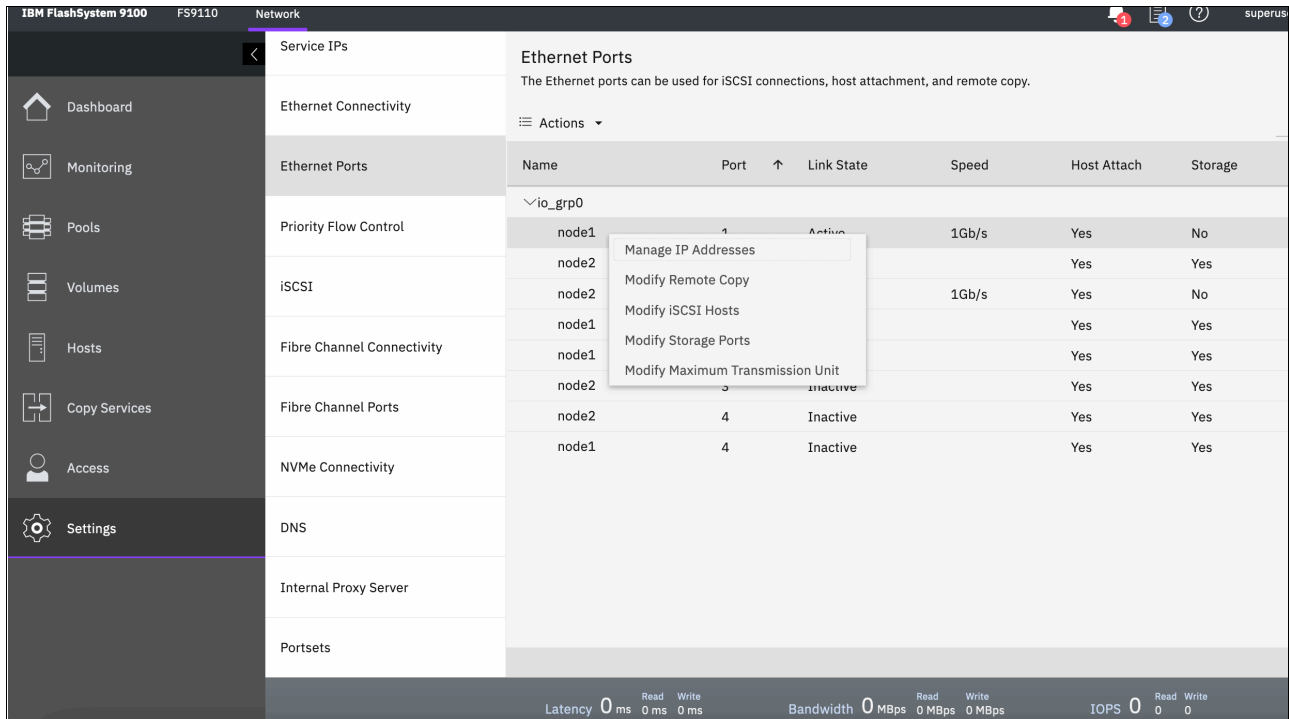 IBM FlashSystem 9100 FS9110 Network 1 2 ? superus
Service IPs
Ethernet Connectivity
Ethernet Ports
Priority Flow Control
iSCSI
Fibre Channel Connectivity
Fibre Channel Ports
NVMe Connectivity
DNS
Internal Proxy Server
Portsets
Dashboard
Monitoring
Pools
Volumes
Hosts
Copy Services
Access
Settings
Ethernet Ports
The Ethernet ports can be used for iSCSI connections, host attachment, and remote copy.
Actions
Name Port Link State Speed Host Attach Storage
io_grp0
node1 1 Active 1Gb/s Yes No
node2 Yes Yes
node2 1Gb/s Yes No
node1 Yes Yes
node1 Yes Yes
node2 3 Inactive Yes Yes
node2 4 Inactive Yes Yes
node1 4 Inactive Yes Yes
Manage IP Addresses
Modify Remote Copy
Modify iSCSI Hosts
Modify Storage Ports
Modify Maximum Transmission Unit
Read Write Read Write Read Write
Latency 0 ms 0 ms 0 ms Bandwidth 0 MBps 0 MBps 0 MBps IOPS 0 0 0